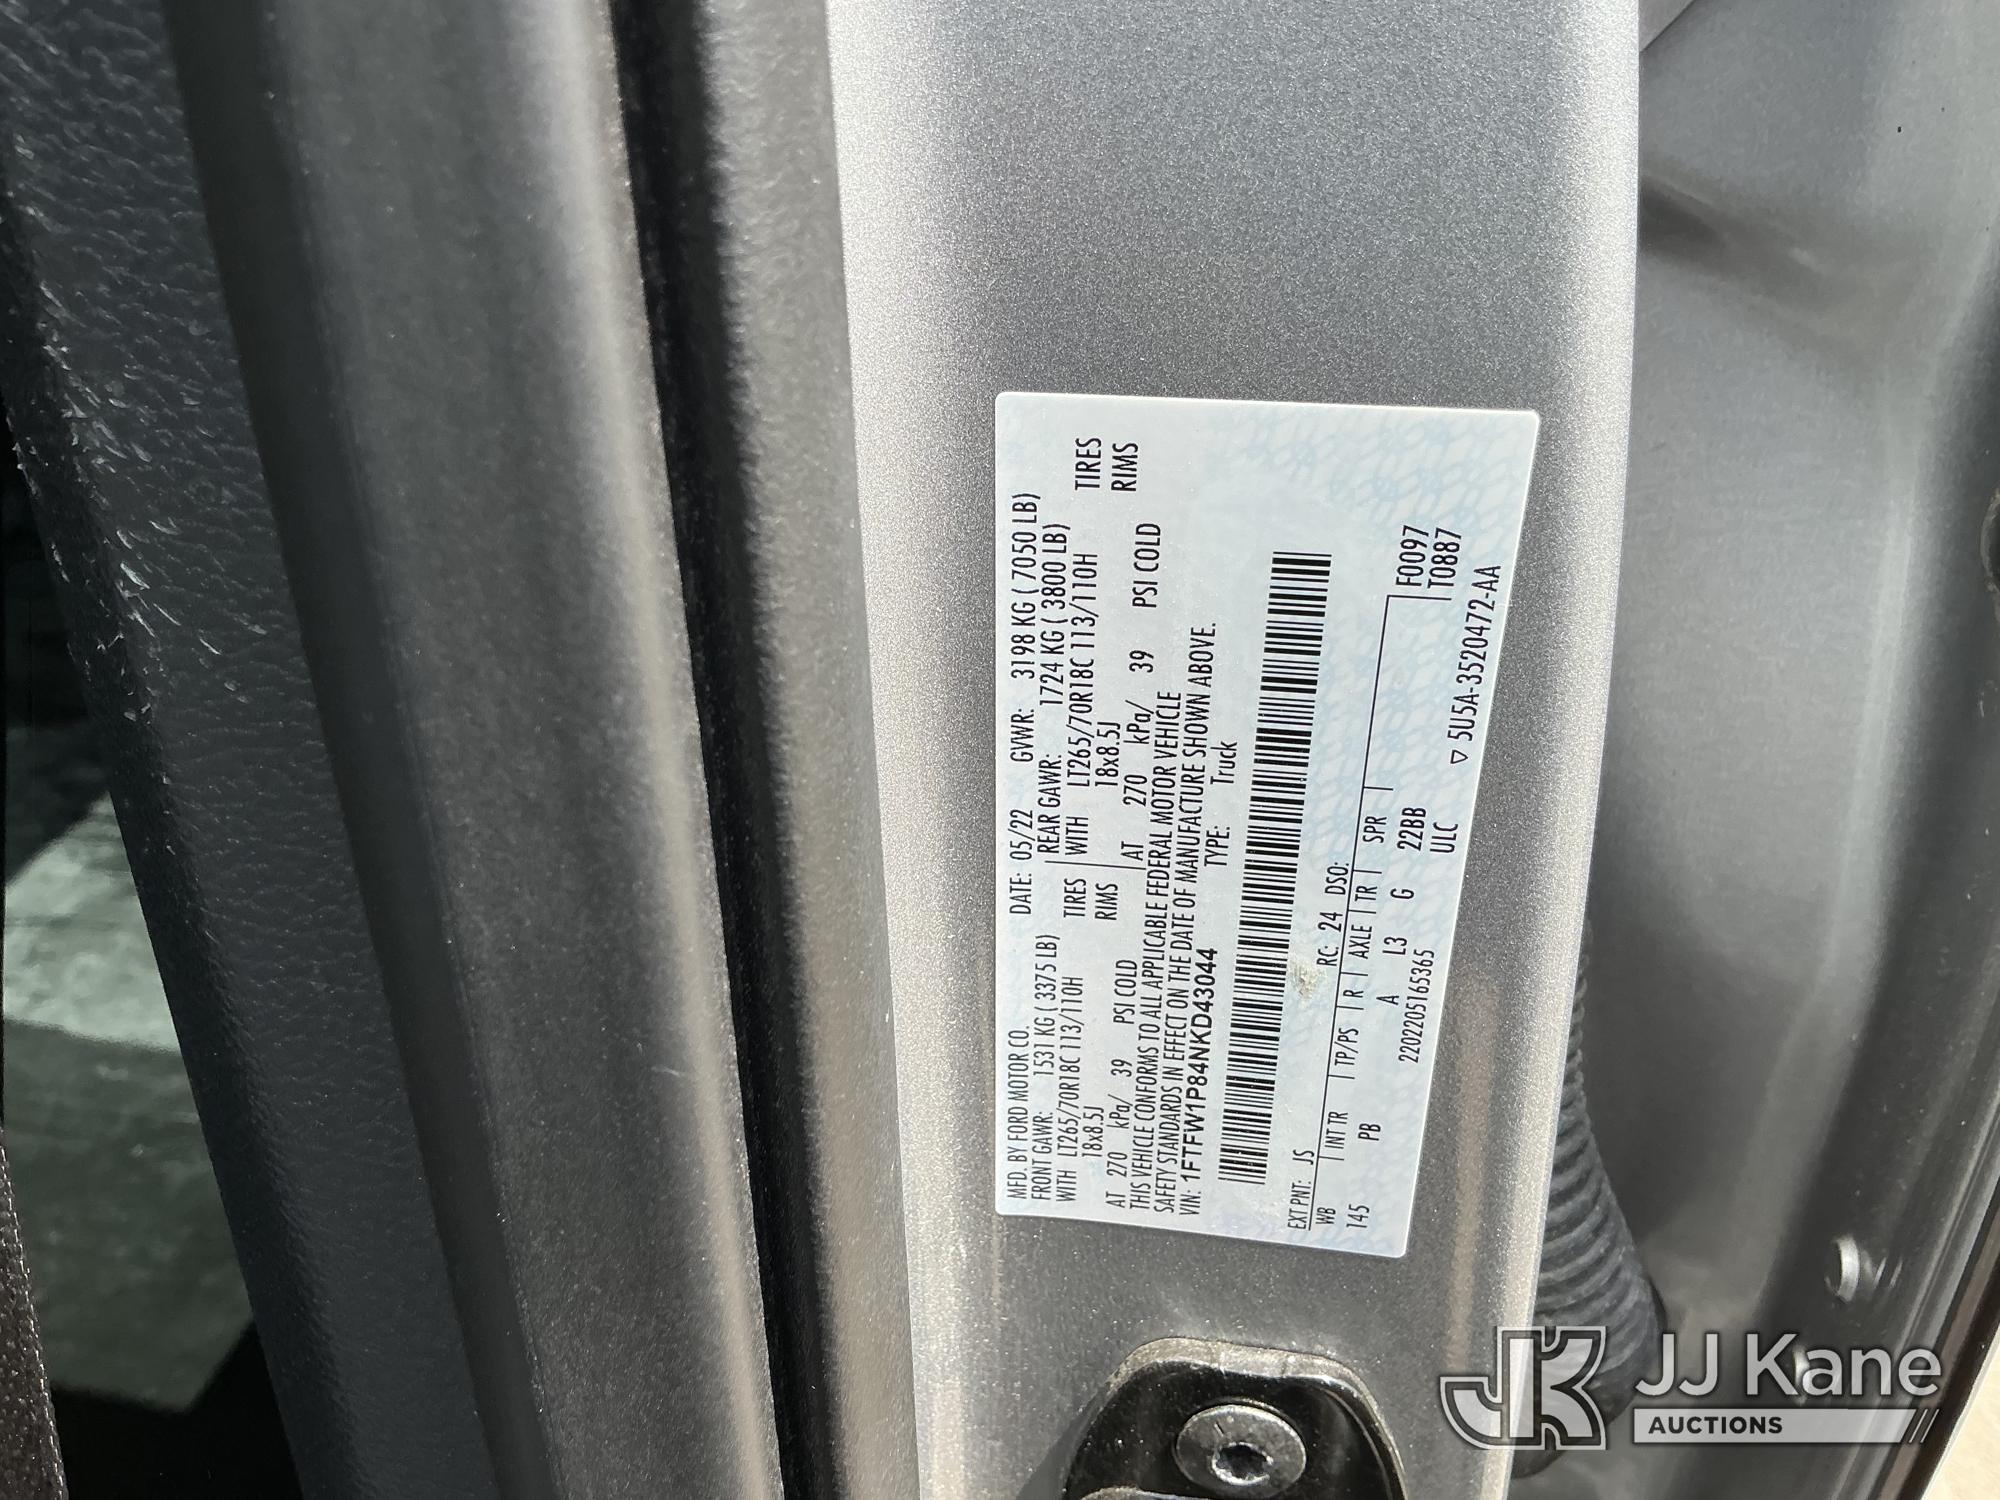 MFD. BY FORD MOTOR CO.
DATE: 05/22 GVWR: 3198 KG ( 7050 LB)
FRONT GAWR: 1531 KG ( 3375 LB) REAR GAWR: 1724 KG ( 3800 LB)
WITH LT265/70R18C 113/110H TIRES WITH LT265/70R18C 113/110H TIRES
18x8.5J RIMS 18x8.5J RIMS
AT 270 kPa/ 39 PSI COLD AT 270 kPa/ 39 PSI COLD
THIS VEHICLE CONFORMS TO ALL APPLICABLE FEDERAL MOTOR VEHICLE
SAFETY STANDARDS IN EFFECT ON THE DATE OF MANUFACTURE SHOWN ABOVE.
VIN: 1FTFW1P84NKD43044 TYPE: Truck
EXT PNT: JS RC: 24 DSO: F0097
WB INT TR TP/PS R AXLE TR SPR T0887
145 PB A L3 G 22BB
ULC
2202205165365
▽ 5U5A-3520472-AA
JK
JJ Kane
AUCTIONS